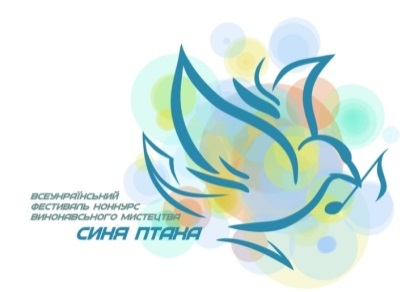 ВСЕУКРАЇНСЬКИЙ
ФЕСТИВАЛЬ КОНКУРС
ВИКОНАВСЬКОГО МИСТЕЦТВА
СИНЯ ПТАХА